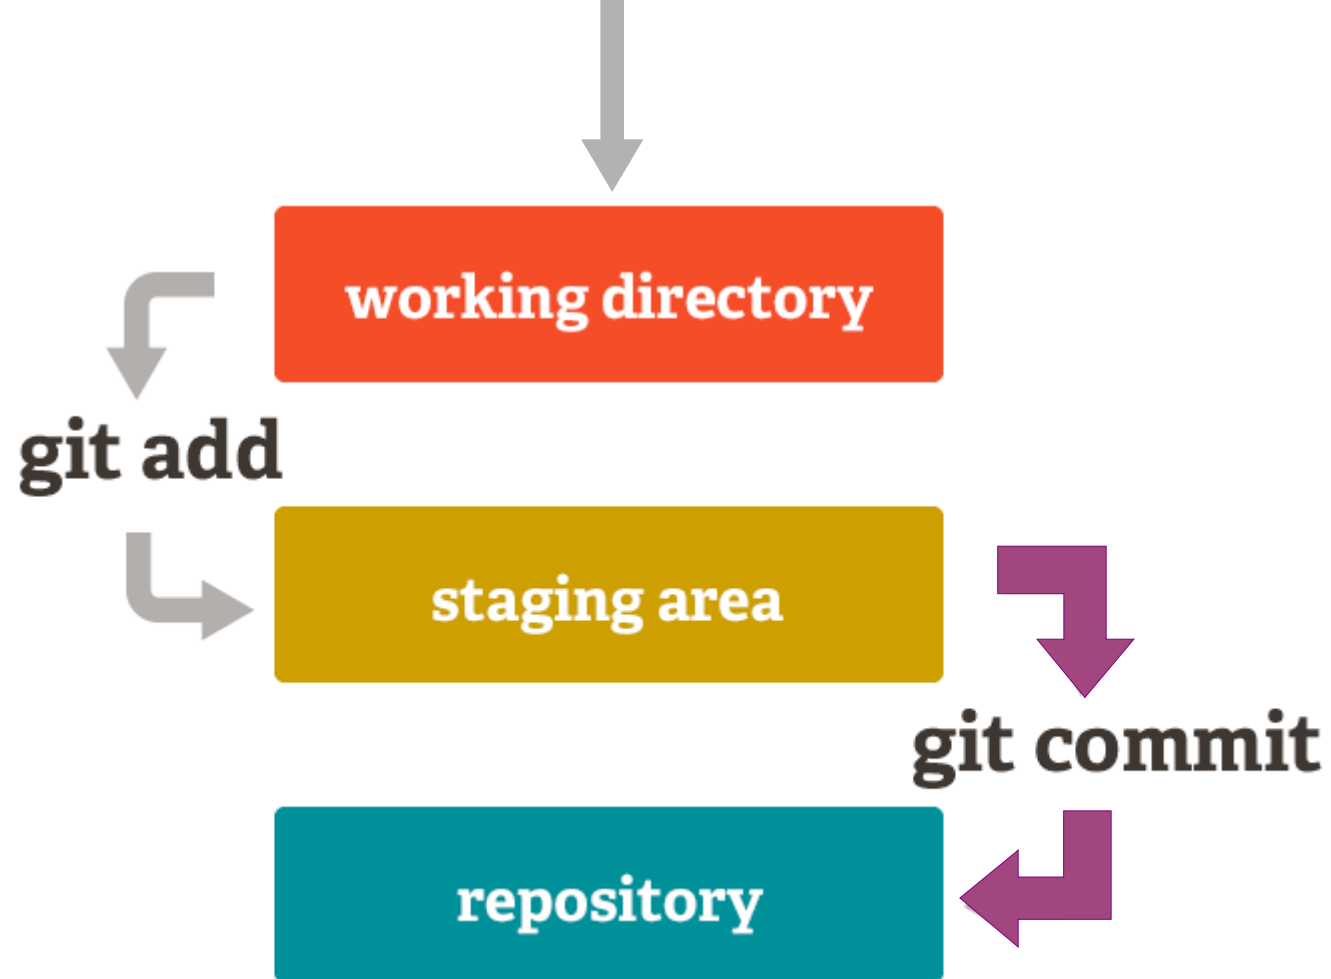 working directory
git add
staging area
git commit
repository